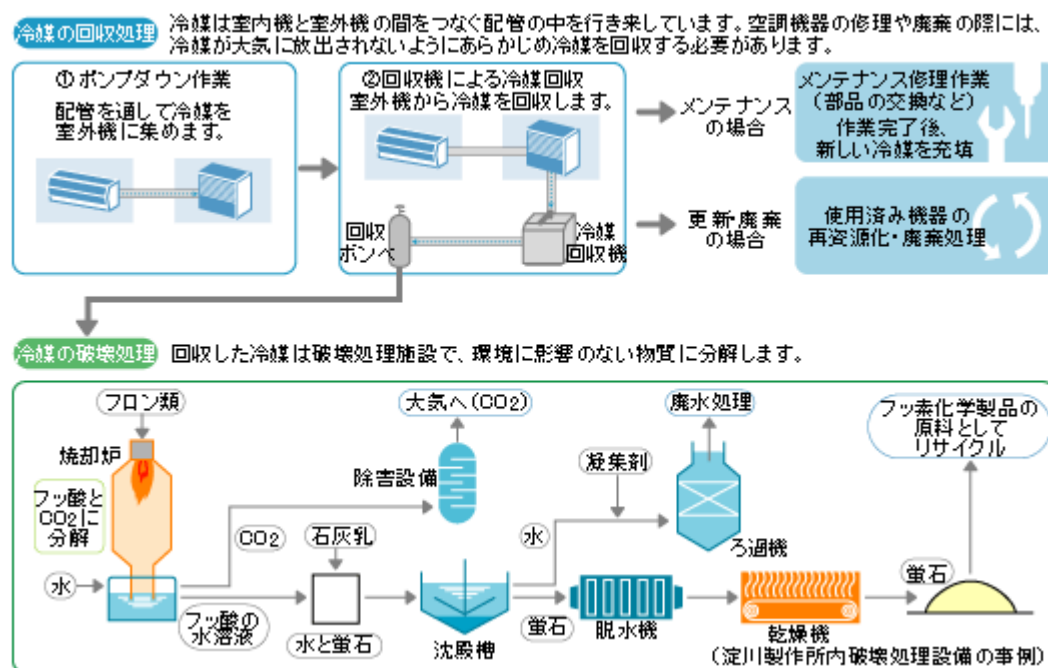 冷媒の回収処理
冷媒は室内機と室外機の間をつなぐ配管の中を行き来しています。空調機器の修理や廃棄の際には、
冷媒が大気に放出されないようにあらかじめ冷媒を回収する必要があります。
①ポンプダウン作業
配管を通して冷媒を
室外機に集めます。
②回収機による冷媒回収
室外機から冷媒を回収します。
回収
ボンベ
冷媒
回収機
メンテナンス
の場合
メンテナンス修理作業
(部品の交換など)
作業完了後、
新しい冷媒を充填
更新・廃棄
の場合
使用済み機器の
再資源化・廃棄処理
冷媒の破壊処理
回収した冷媒は破壊処理施設で、環境に影響のない物質に分解します。
フロン類
焼却炉
フッ酸と
CO2に
分解
水
大気へ(CO2)
除害設備
CO2
石灰乳
フッ酸の
水溶液
水と蛍石
沈殿槽
廃水処理
凝集剤
水
ろ過機
蛍石
脱水機
乾燥機
蛍石
フッ素化学製品の
原料として
リサイクル
(淀川製作所内破壊処理設備の事例)